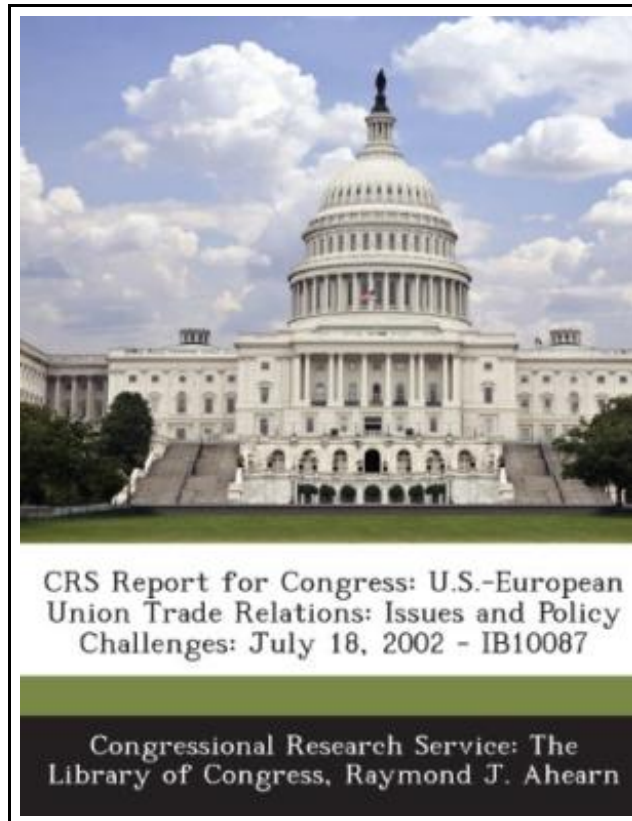 CRS Report for Congress: U.S.-European
Union Trade Relations: Issues and Policy
Challenges: July 18, 2002 - IB10087
Congressional Research Service: The
Library of Congress, Raymond J. Ahearn